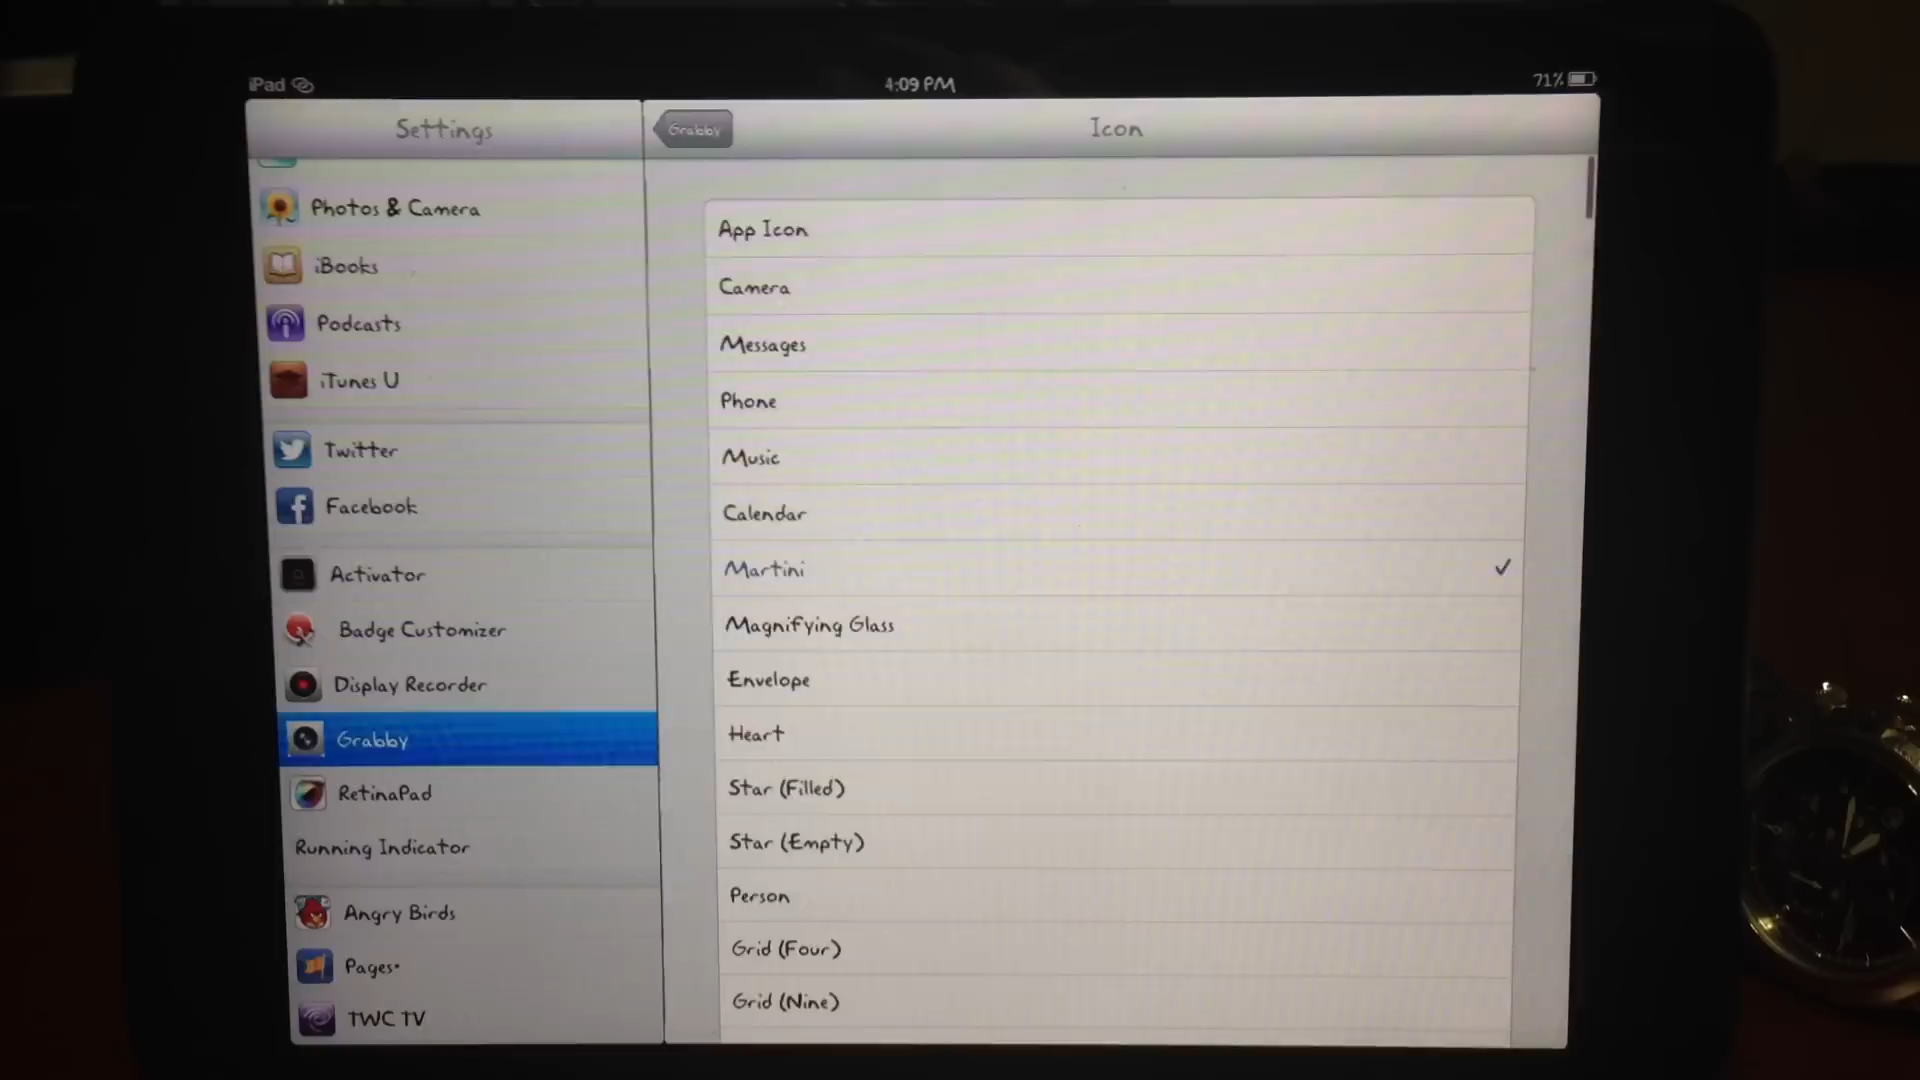 iPad
4:09 PM
71%
Settings
Photos & Camera
iBooks
Podcasts
iTunes U
Twitter
Facebook
Activator
Badge Customizer
Display Recorder
Grabby
RetinaPad
Running Indicator
Angry Birds
Pages
TWC TV
Grabby
Icon
App Icon
Camera
Messages
Phone
Music
Calendar
Martini
Magnifying Glass
Envelope
Heart
Star (Filled)
Star (Empty)
Person
Grid (Four)
Grid (Nine)